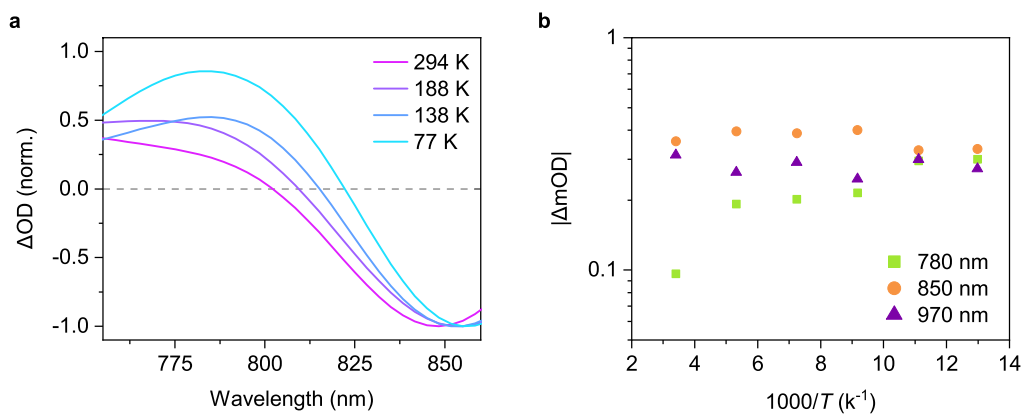 a
ΔOD (norm.)
1.0
0.5
0.0
-0.5
-1.0
294 K
188 K
138 K
77 K
775
800
825
850
Wavelength (nm)
b
|ΔmOD|
1
0.1
780 nm
850 nm
970 nm
2
4
6
8
10
12
14
1000/T (k⁻¹)